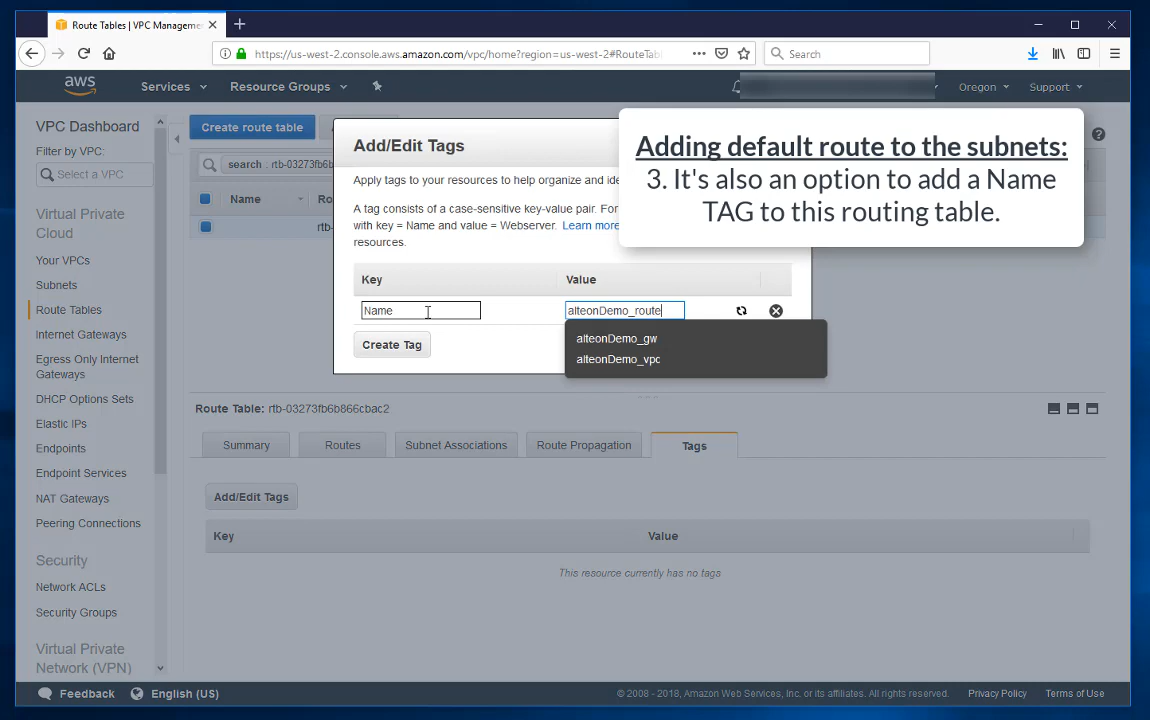 Route Tables | VPC Manageme
https://us-west-2.console.aws.amazon.com/vpc/home?region=us-west-2#RouteTabl
Search
aws
Services
Resource Groups
Oregon
Support
VPC Dashboard
Filter by VPC:
Select a VPC
Virtual Private
Cloud
Your VPCs
Subnets
Route Tables
Internet Gateways
Egress Only Internet
Gateways
DHCP Options Sets
Elastic IPs
Endpoints
Endpoint Services
NAT Gateways
Peering Connections
Security
Network ACLs
Security Groups
Virtual Private
Network (VPN)
Create route table
search : rtb-03273fb6b
Name
Ro
rtb-
Add/Edit Tags
Apply tags to your resources to help organize and ide
A tag consists of a case-sensitive key-value pair. For
with key = Name and value = Webserver. Learn more
resources.
Key
Value
Name
alteonDemo_route
alteonDemo_gw
alteonDemo_vpc
Create Tag
Adding default route to the subnets:
3. It's also an option to add a Name
TAG to this routing table.
Route Table: rtb-03273fb6b866cbac2
Summary
Routes
Subnet Associations
Route Propagation
Tags
Add/Edit Tags
Key
Value
This resource currently has no tags
Feedback
English (US)
© 2008 - 2018, Amazon Web Services, Inc. or its affiliates. All rights reserved.
Privacy Policy
Terms of Use